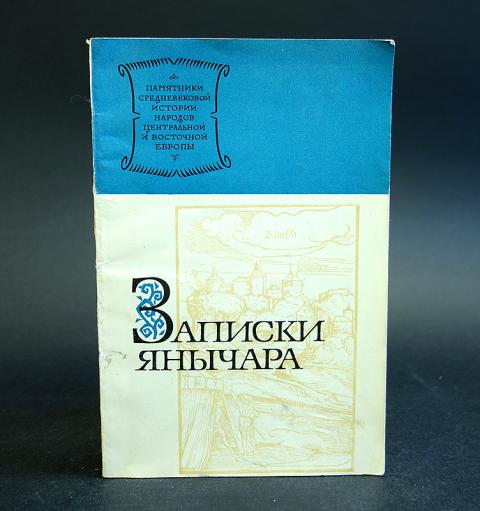 ПАМЯТНИКИ
СРЕДНЕВЕКОВОЙ
ИСТОРИИ
НАРОДОВ
ЦЕНТРАЛЬНОЙ
И ВОСТОЧНОЙ
ЕВРОПЫ
ЗАПИСКИ
ЯНЫЧАРА